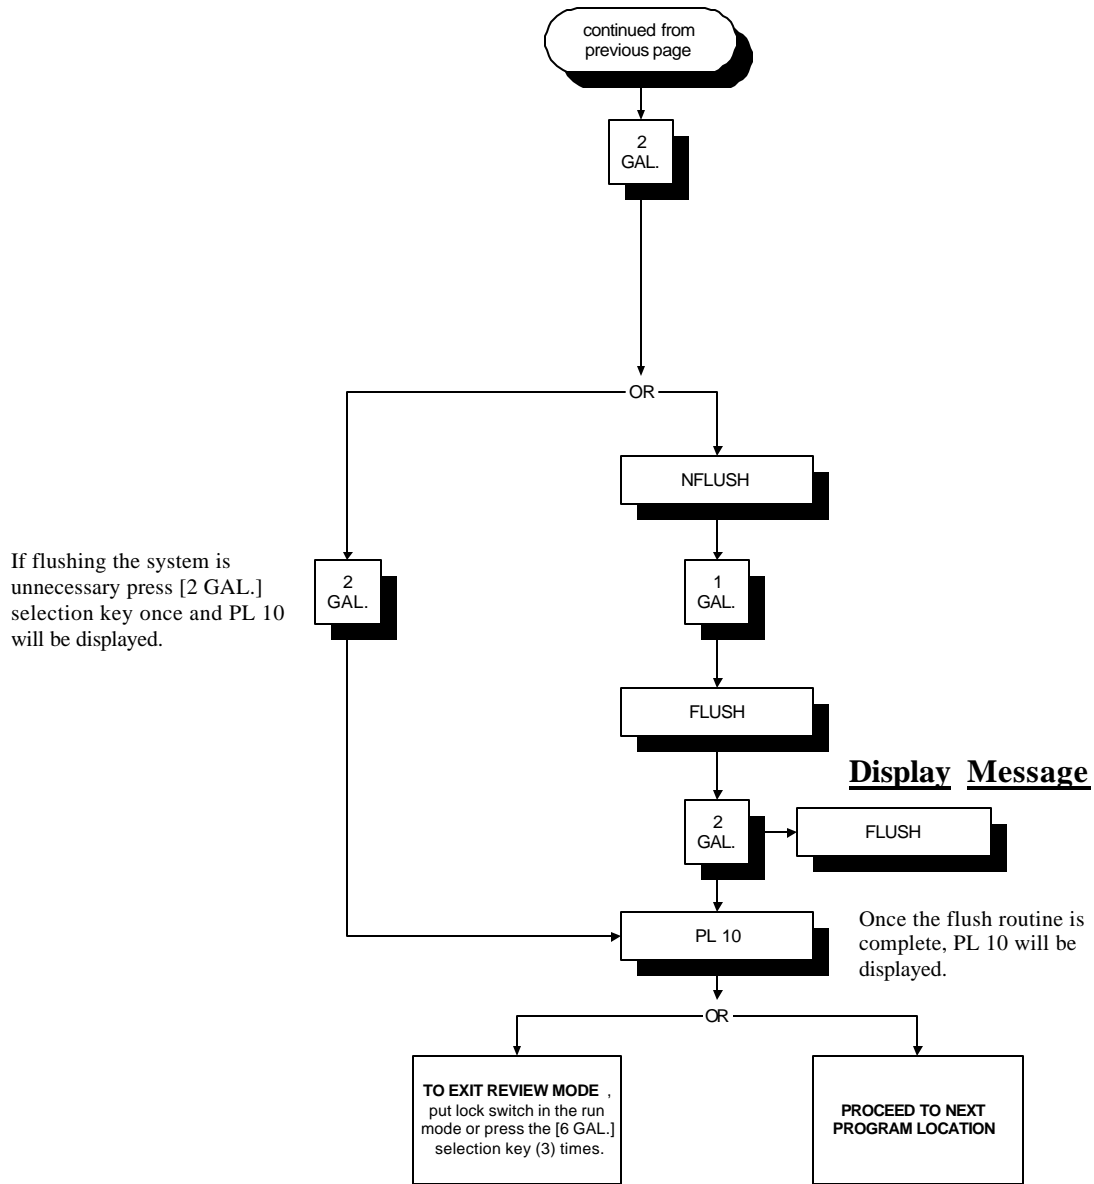 continued from
previous page
2
GAL.
OR
NFLUSH
If flushing the system is
unnecessary press [2 GAL.]
selection key once and PL 10
will be displayed.
2
GAL.
1
GAL.
FLUSH
Display Message
2
GAL.
FLUSH
PL 10
Once the flush routine is
complete, PL 10 will be
displayed.
OR
TO EXIT REVIEW MODE ,
put lock switch in the run
mode or press the [6 GAL.]
selection key (3) times.
PROCEED TO NEXT
PROGRAM LOCATION